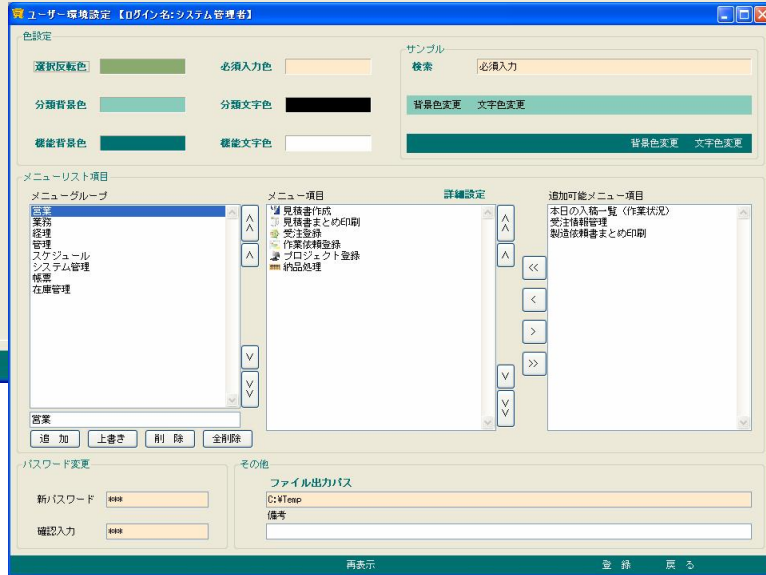 ユーザー環境設定 【ログイン名:システム管理者】
色設定
選択反転色
必須入力色
サンプル
検索 必須入力
分類背景色
分類文字色
背景色変更 文字色変更
機能背景色
機能文字色
背景色変更 文字色変更
メニューリスト項目
メニューグループ
営業
業務
経理
管理
スケジュール
システム管理
帳票
在庫管理
営業
追 加
上書き
削 除
全削除
メニュー項目
詳細設定
見積書作成
見積書まとめ印刷
受注登録
作業依頼登録
プロジェクト登録
納品処理
追加可能メニュー項目
本日の入稿一覧(作業状況)
受注情報管理
製造依頼書まとめ印刷
<<
<
>
>>
パスワード変更
新パスワード ***
確認入力 ***
その他
ファイル出力パス
C:¥Temp
備考
再表示
登 録
戻 る